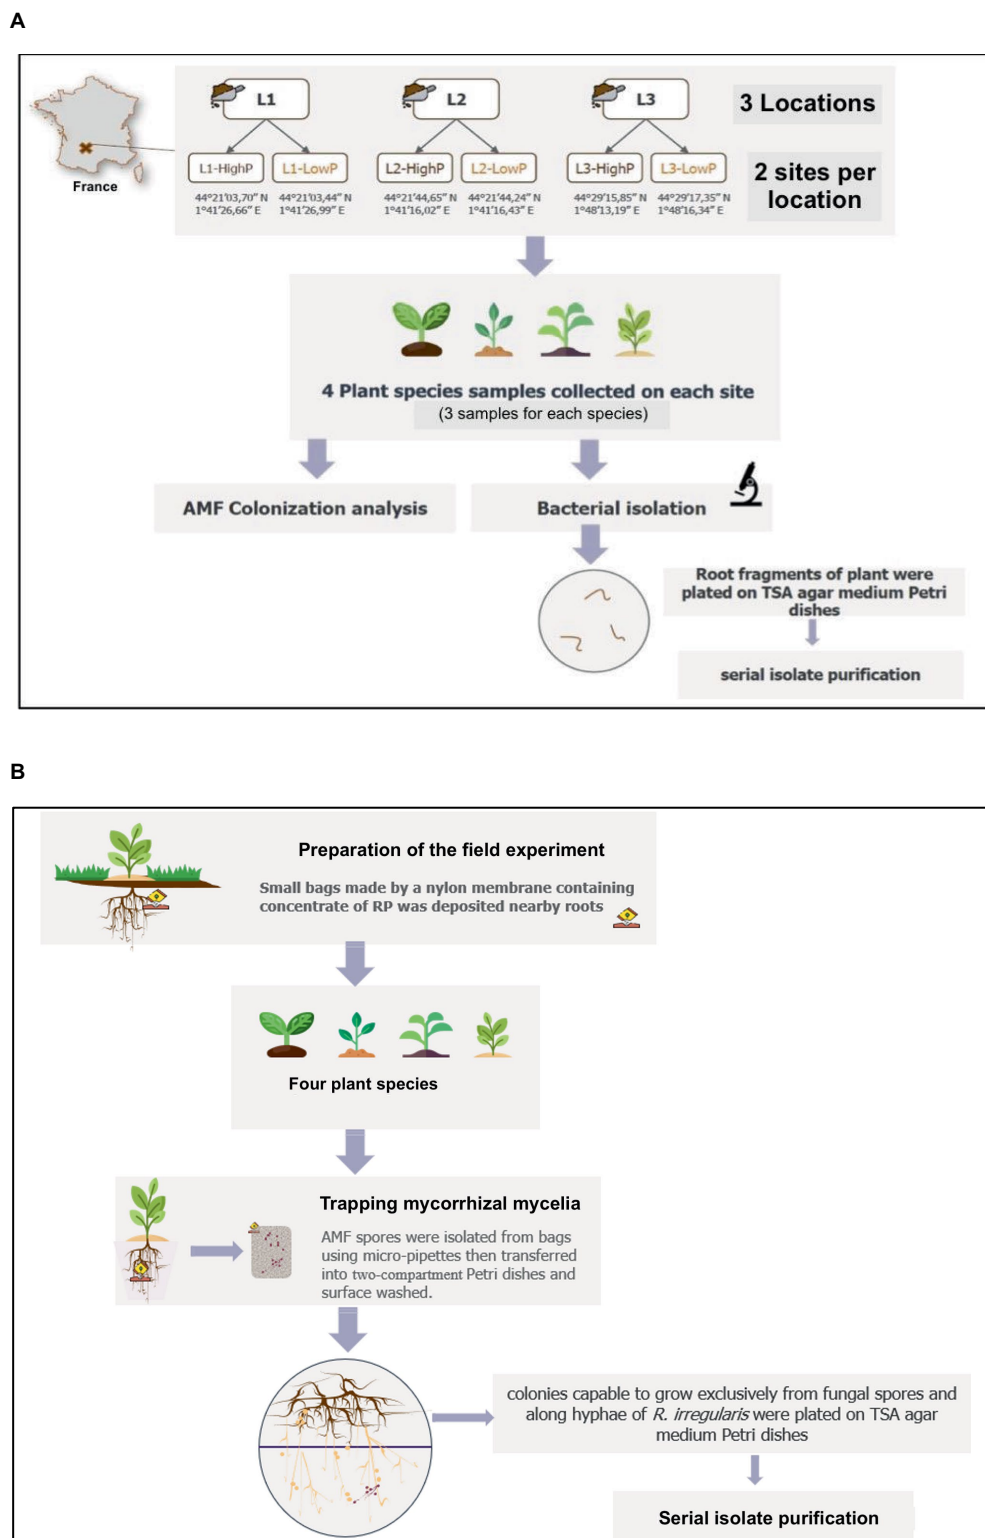 A
France
L1
L2
L3
3 Locations
L1-HighP
L1-LowP
L2-HighP
L2-LowP
L3-HighP
L3-LowP
2 sites per
location
44°21'03,70" N
1°41'26,66" E
44°21'03,44" N
1°41'26,99" E
44°21'44,65" N
1°41'16,02" E
44°21'44,24" N
1°41'16,43" E
44°29'15,85" N
1°48'13,19" E
44°29'17,35" N
1°48'16,34" E
4 Plant species samples collected on each site
(3 samples for each species)
AMF Colonization analysis
Bacterial isolation
Root fragments of plant were
plated on TSA agar medium Petri
dishes
serial isolate purification
B
Preparation of the field experiment
Small bags made by a nylon membrane containing
concentrate of RP was deposited nearby roots
Four plant species
Trapping mycorrhizal mycelia
AMF spores were isolated from bags
using micro-pipettes then transferred
into two-compartment Petri dishes and
surface washed.
colonies capable to grow exclusively from fungal spores and
along hyphae of R. irregularis were plated on TSA agar
medium Petri dishes
Serial isolate purification